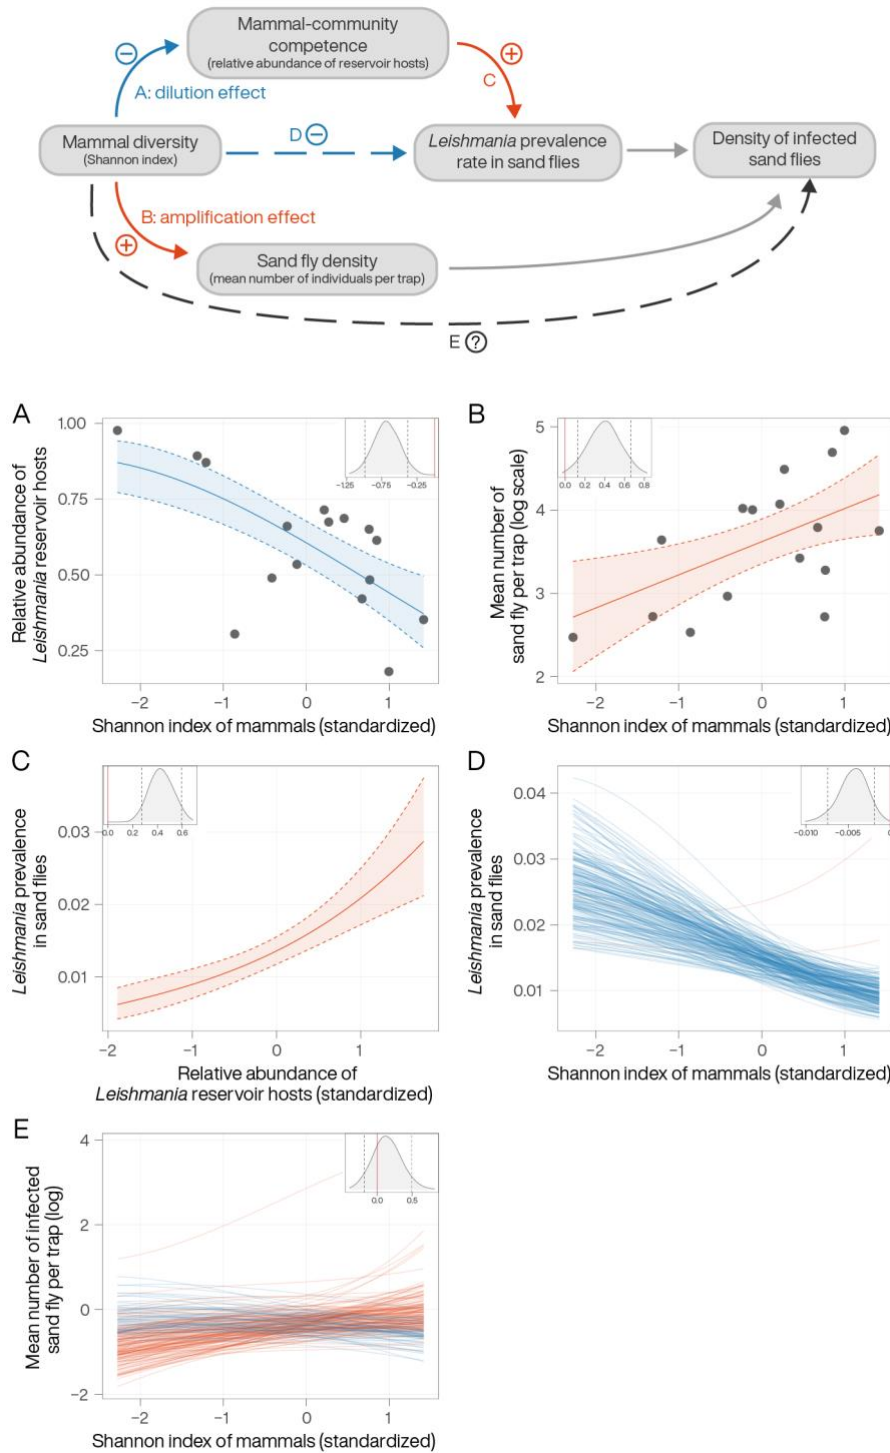 Mammal-community
competence
(relative abundance of reservoir hosts)
−
+
A: dilution effect
C
Mammal diversity
(Shannon index)
D −
Leishmania prevalence
rate in sand flies
Density of infected
sand flies
B: amplification effect
+
Sand fly density
(mean number of individuals per trap)
E ?
A
Relative abundance of
Leishmania reservoir hosts
1.00
0.75
0.50
0.25
−125 −0.75 −0.25
−2 −1 0 1
Shannon index of mammals (standardized)
B
Mean number of
sand fly per trap (log scale)
5
4
3
2
0.0 0.4 0.8
−2 −1 0 1
Shannon index of mammals (standardized)
C
Leishmania prevalence
in sand flies
0.03
0.02
0.01
0.0 0.2 0.4 0.6
−2 −1 0 1
Relative abundance of
Leishmania reservoir hosts (standardized)
D
Leishmania prevalence
in sand flies
0.04
0.03
0.02
0.01
−0.010 −0.005
−2 −1 0 1
Shannon index of mammals (standardized)
E
Mean number of infected
sand fly per trap (log)
4
2
0
−2
0.0 0.5
−2 −1 0 1
Shannon index of mammals (standardized)